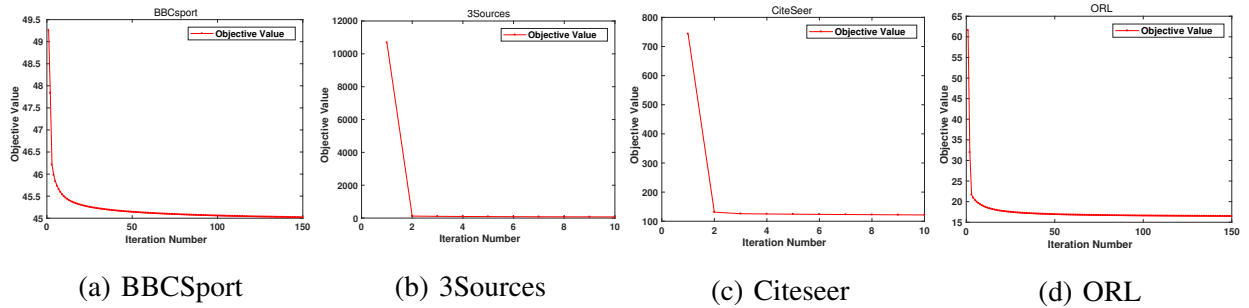 BBCsport
Objective Value
49.5
49
48.5
48
47.5
47
46.5
46
45.5
45
0
50
100
150
Objective Value
Iteration Number
(a) BBCSport
3Sources
Objective Value
12000
10000
8000
6000
4000
2000
0
0
2
4
6
8
10
Objective Value
Iteration Number
(b) 3Sources
CiteSeer
Objective Value
800
700
600
500
400
300
200
100
0
2
4
6
8
10
Objective Value
Iteration Number
(c) Citeseer
ORL
Objective Value
65
60
55
50
45
40
35
30
25
20
15
0
50
100
150
Objective Value
Iteration Number
(d) ORL